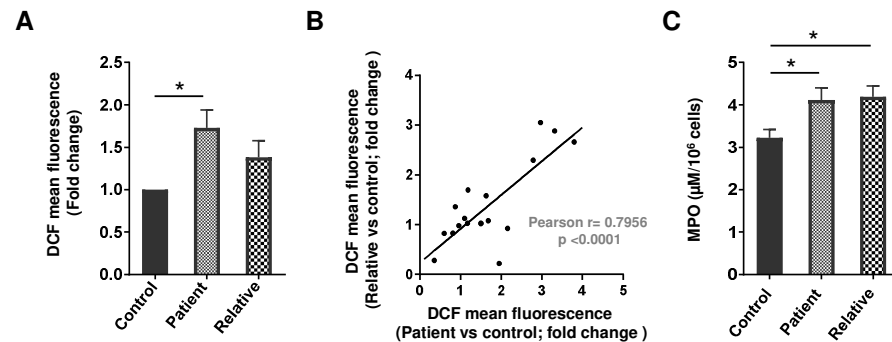 A
DCF mean fluorescence
(Fold change)
2.5
2.0
1.5
1.0
0.5
0.0
*
Control
Patient
Relative
B
DCF mean fluorescence
(Relative vs control; fold change)
4
3
2
1
0
Pearson r= 0.7956
p <0.0001
0 1 2 3 4 5
DCF mean fluorescence
(Patient vs control; fold change )
C
MPO (µM/10⁶ cells)
5
4
3
2
1
0
*
*
Control
Patient
Relative